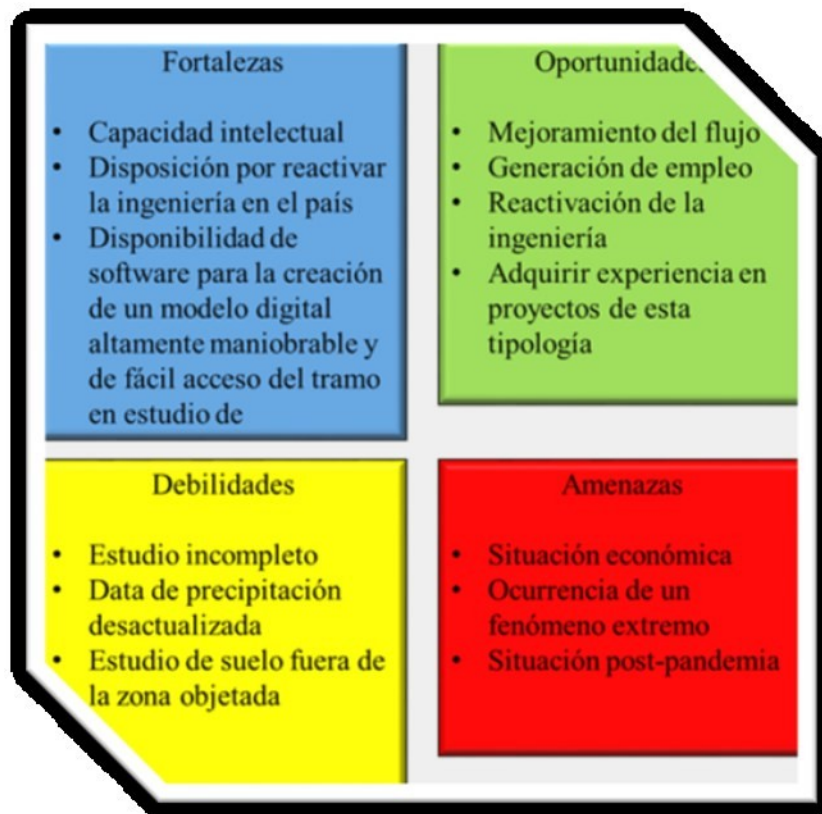 Fortalezas
• Capacidad intelectual
• Disposición por reactivar
la ingeniería en el país
• Disponibilidad de
software para la creación
de un modelo digital
altamente maniobrable y
de fácil acceso del tramo
en estudio de
Oportunidade
• Mejoramiento del flujo
• Generación de empleo
• Reactivación de la
ingeniería
• Adquirir experiencia en
proyectos de esta
tipología
Debilidades
• Estudio incompleto
• Data de precipitación
desactualizada
• Estudio de suelo fuera de
la zona objetada
Amenazas
• Situación económica
• Ocurrencia de un
fenómeno extremo
• Situación post-pandemia